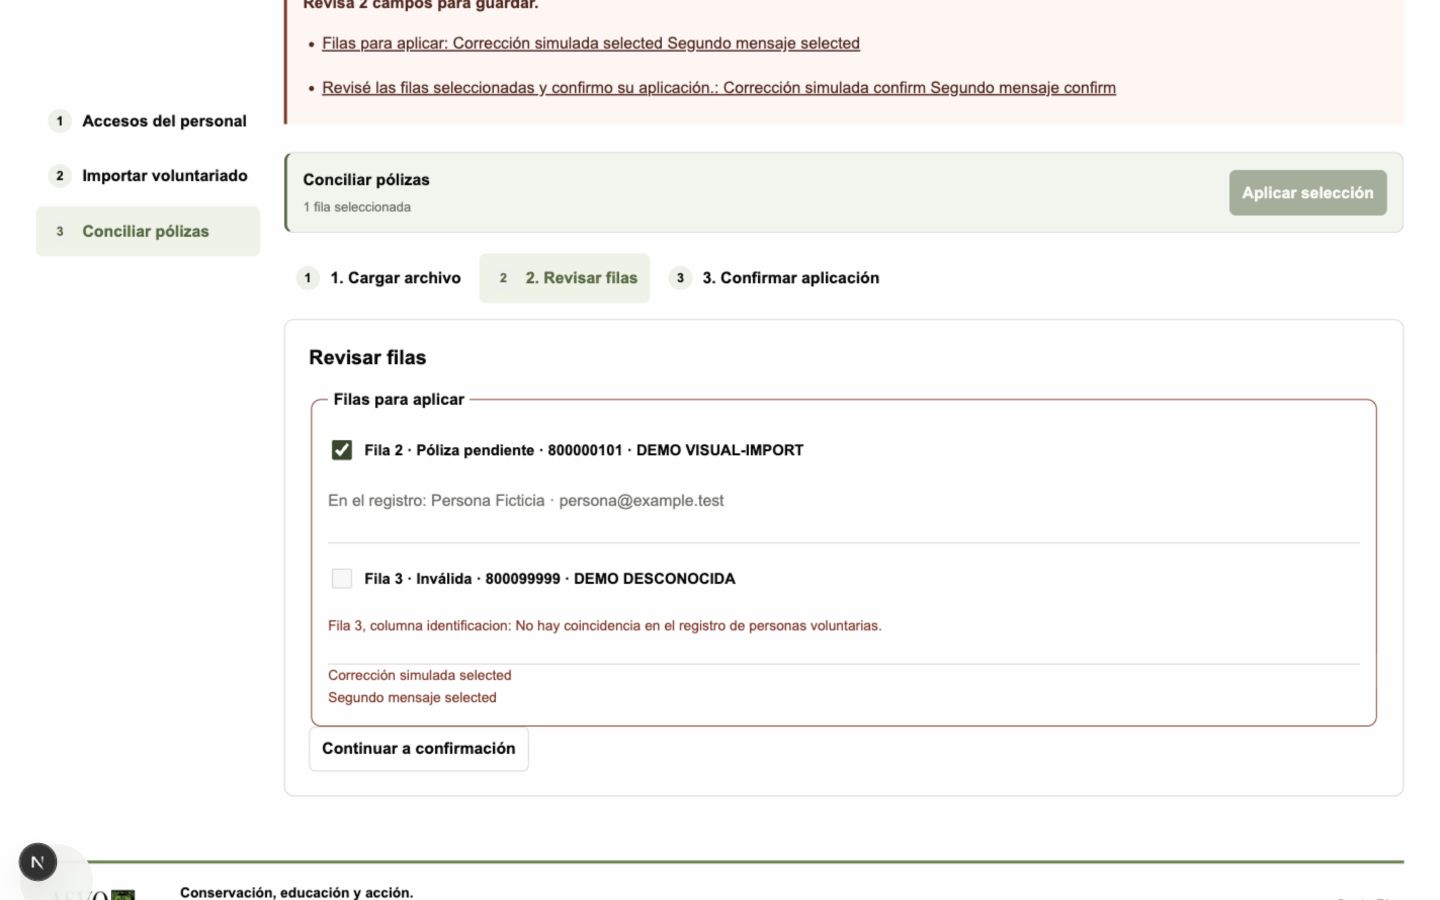 Revisa 2 campos para guardar.
• Filas para aplicar: Corrección simulada selected Segundo mensaje selected
• Revisé las filas seleccionadas y confirmo su aplicación.: Corrección simulada confirm Segundo mensaje confirm
1 Accesos del personal
2 Importar voluntariado
3 Conciliar pólizas
Conciliar pólizas
1 fila seleccionada
Aplicar selección
1 1. Cargar archivo
2 2. Revisar filas
3 3. Confirmar aplicación
Revisar filas
Filas para aplicar
Fila 2 · Póliza pendiente · 800000101 · DEMO VISUAL-IMPORT
En el registro: Persona Ficticia · persona@example.test
Fila 3 · Inválida · 800099999 · DEMO DESCONOCIDA
Fila 3, columna identificacion: No hay coincidencia en el registro de personas voluntarias.
Corrección simulada selected
Segundo mensaje selected
Continuar a confirmación
N
Conservación, educación y acción.